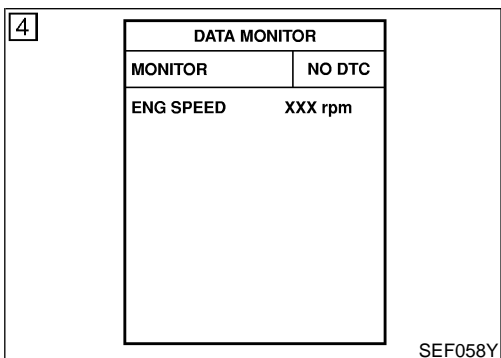 4
DATA MONITOR
MONITOR NO DTC
ENG SPEED XXX rpm
SEF058Y